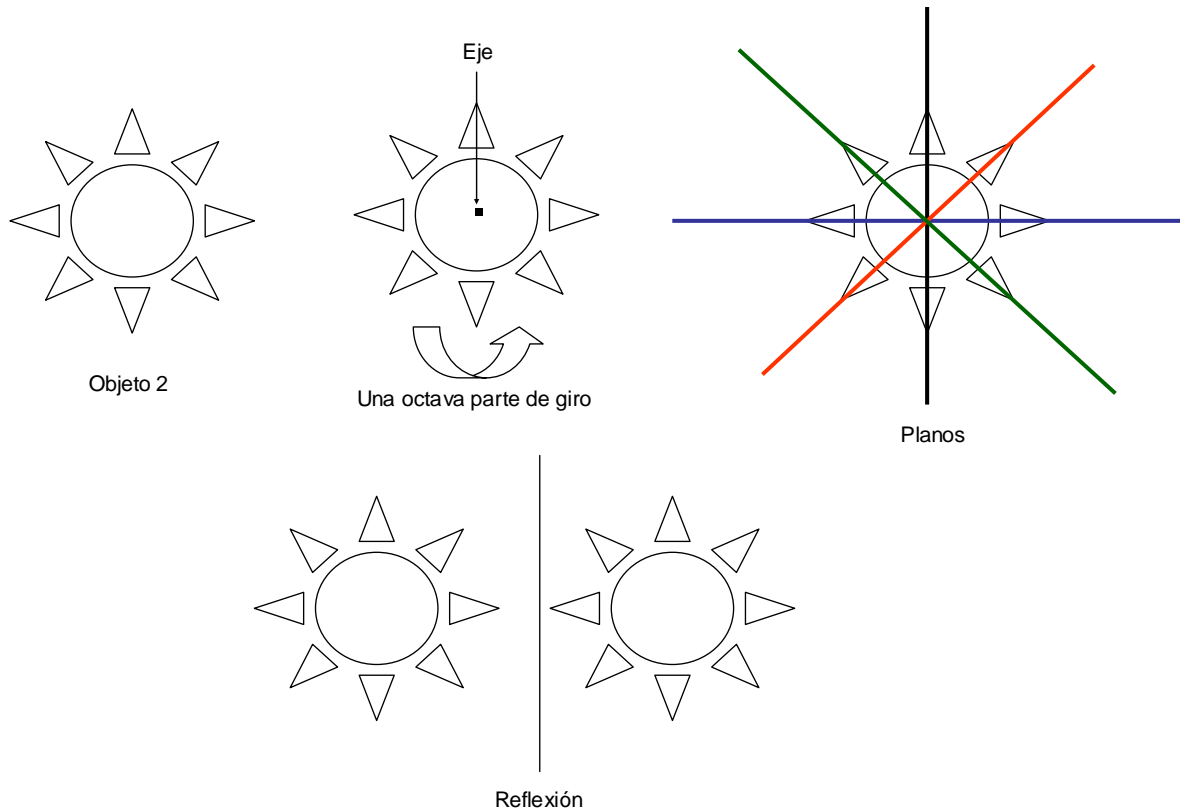 Eje
Objeto 2
Una octava parte de giro
Planos
Reflexión